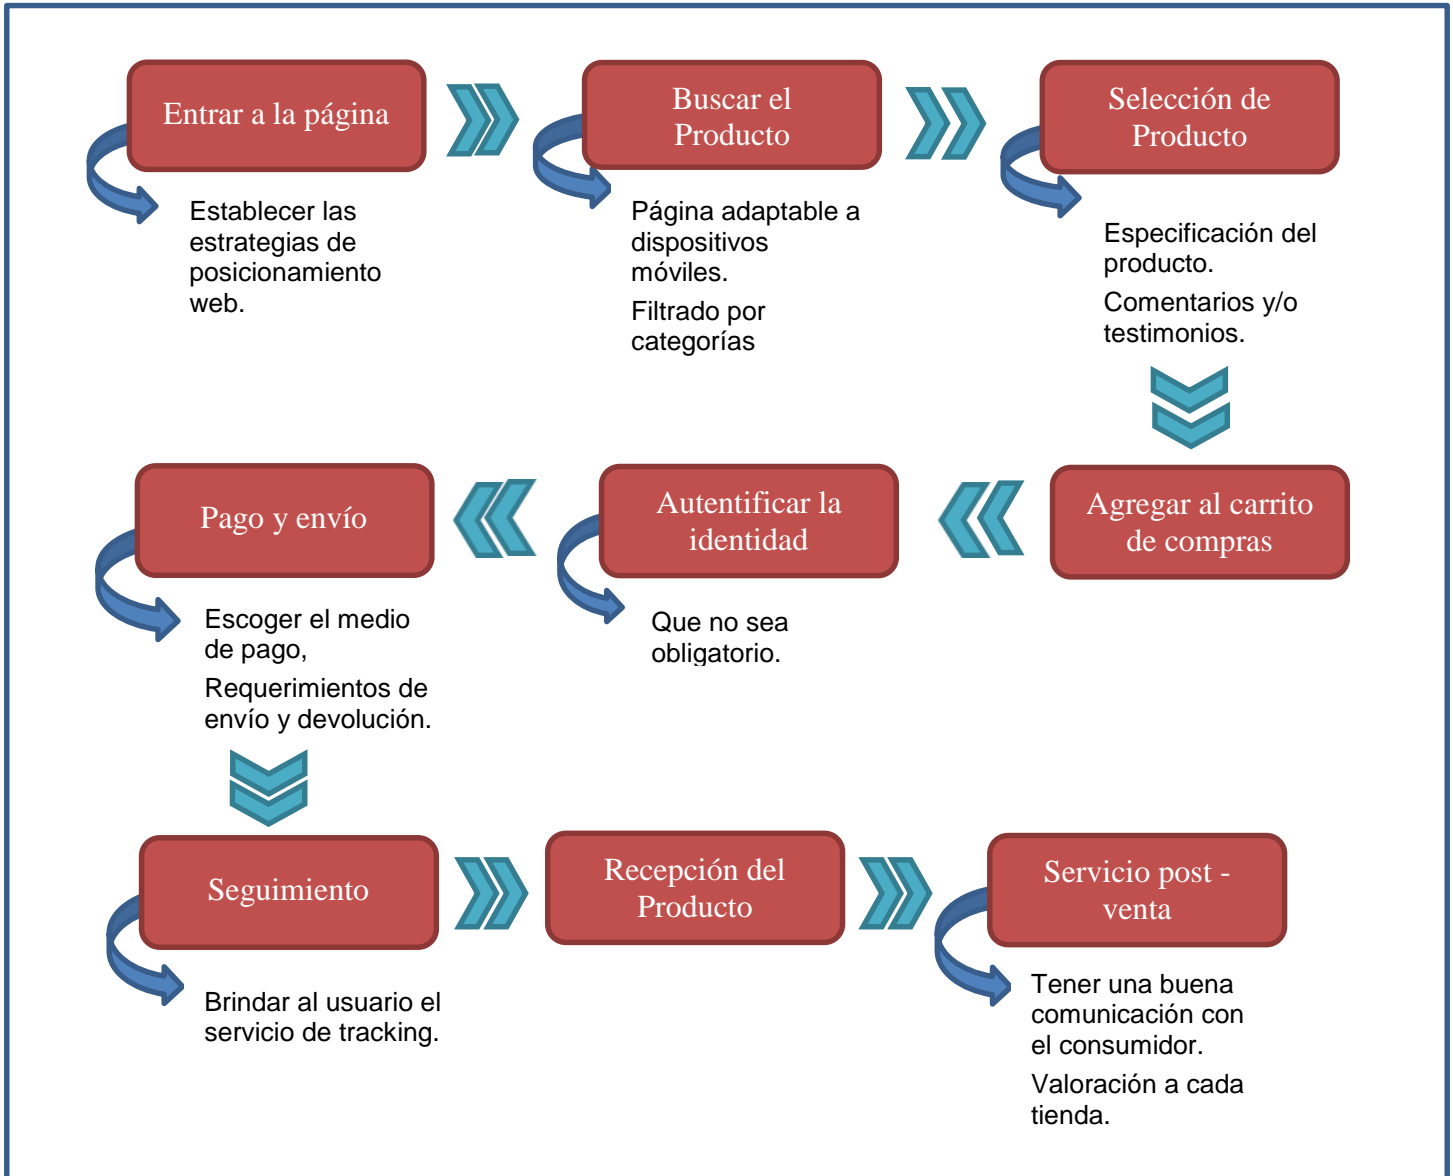 Entrar a la página
Establecer las
estrategias de
posicionamiento
web.
Buscar el
Producto
Página adaptable a
dispositivos
móviles.
Filtrado por
categorías
Selección de
Producto
Especificación del
producto.
Comentarios y/o
testimonios.
Agregar al carrito
de compras
Autentificar la
identidad
Que no sea
obligatorio.
Pago y envío
Escoger el medio
de pago,
Requerimientos de
envío y devolución.
Seguimiento
Brindar al usuario el
servicio de tracking.
Recepción del
Producto
Servicio post -
venta
Tener una buena
comunicación con
el consumidor.
Valoración a cada
tienda.